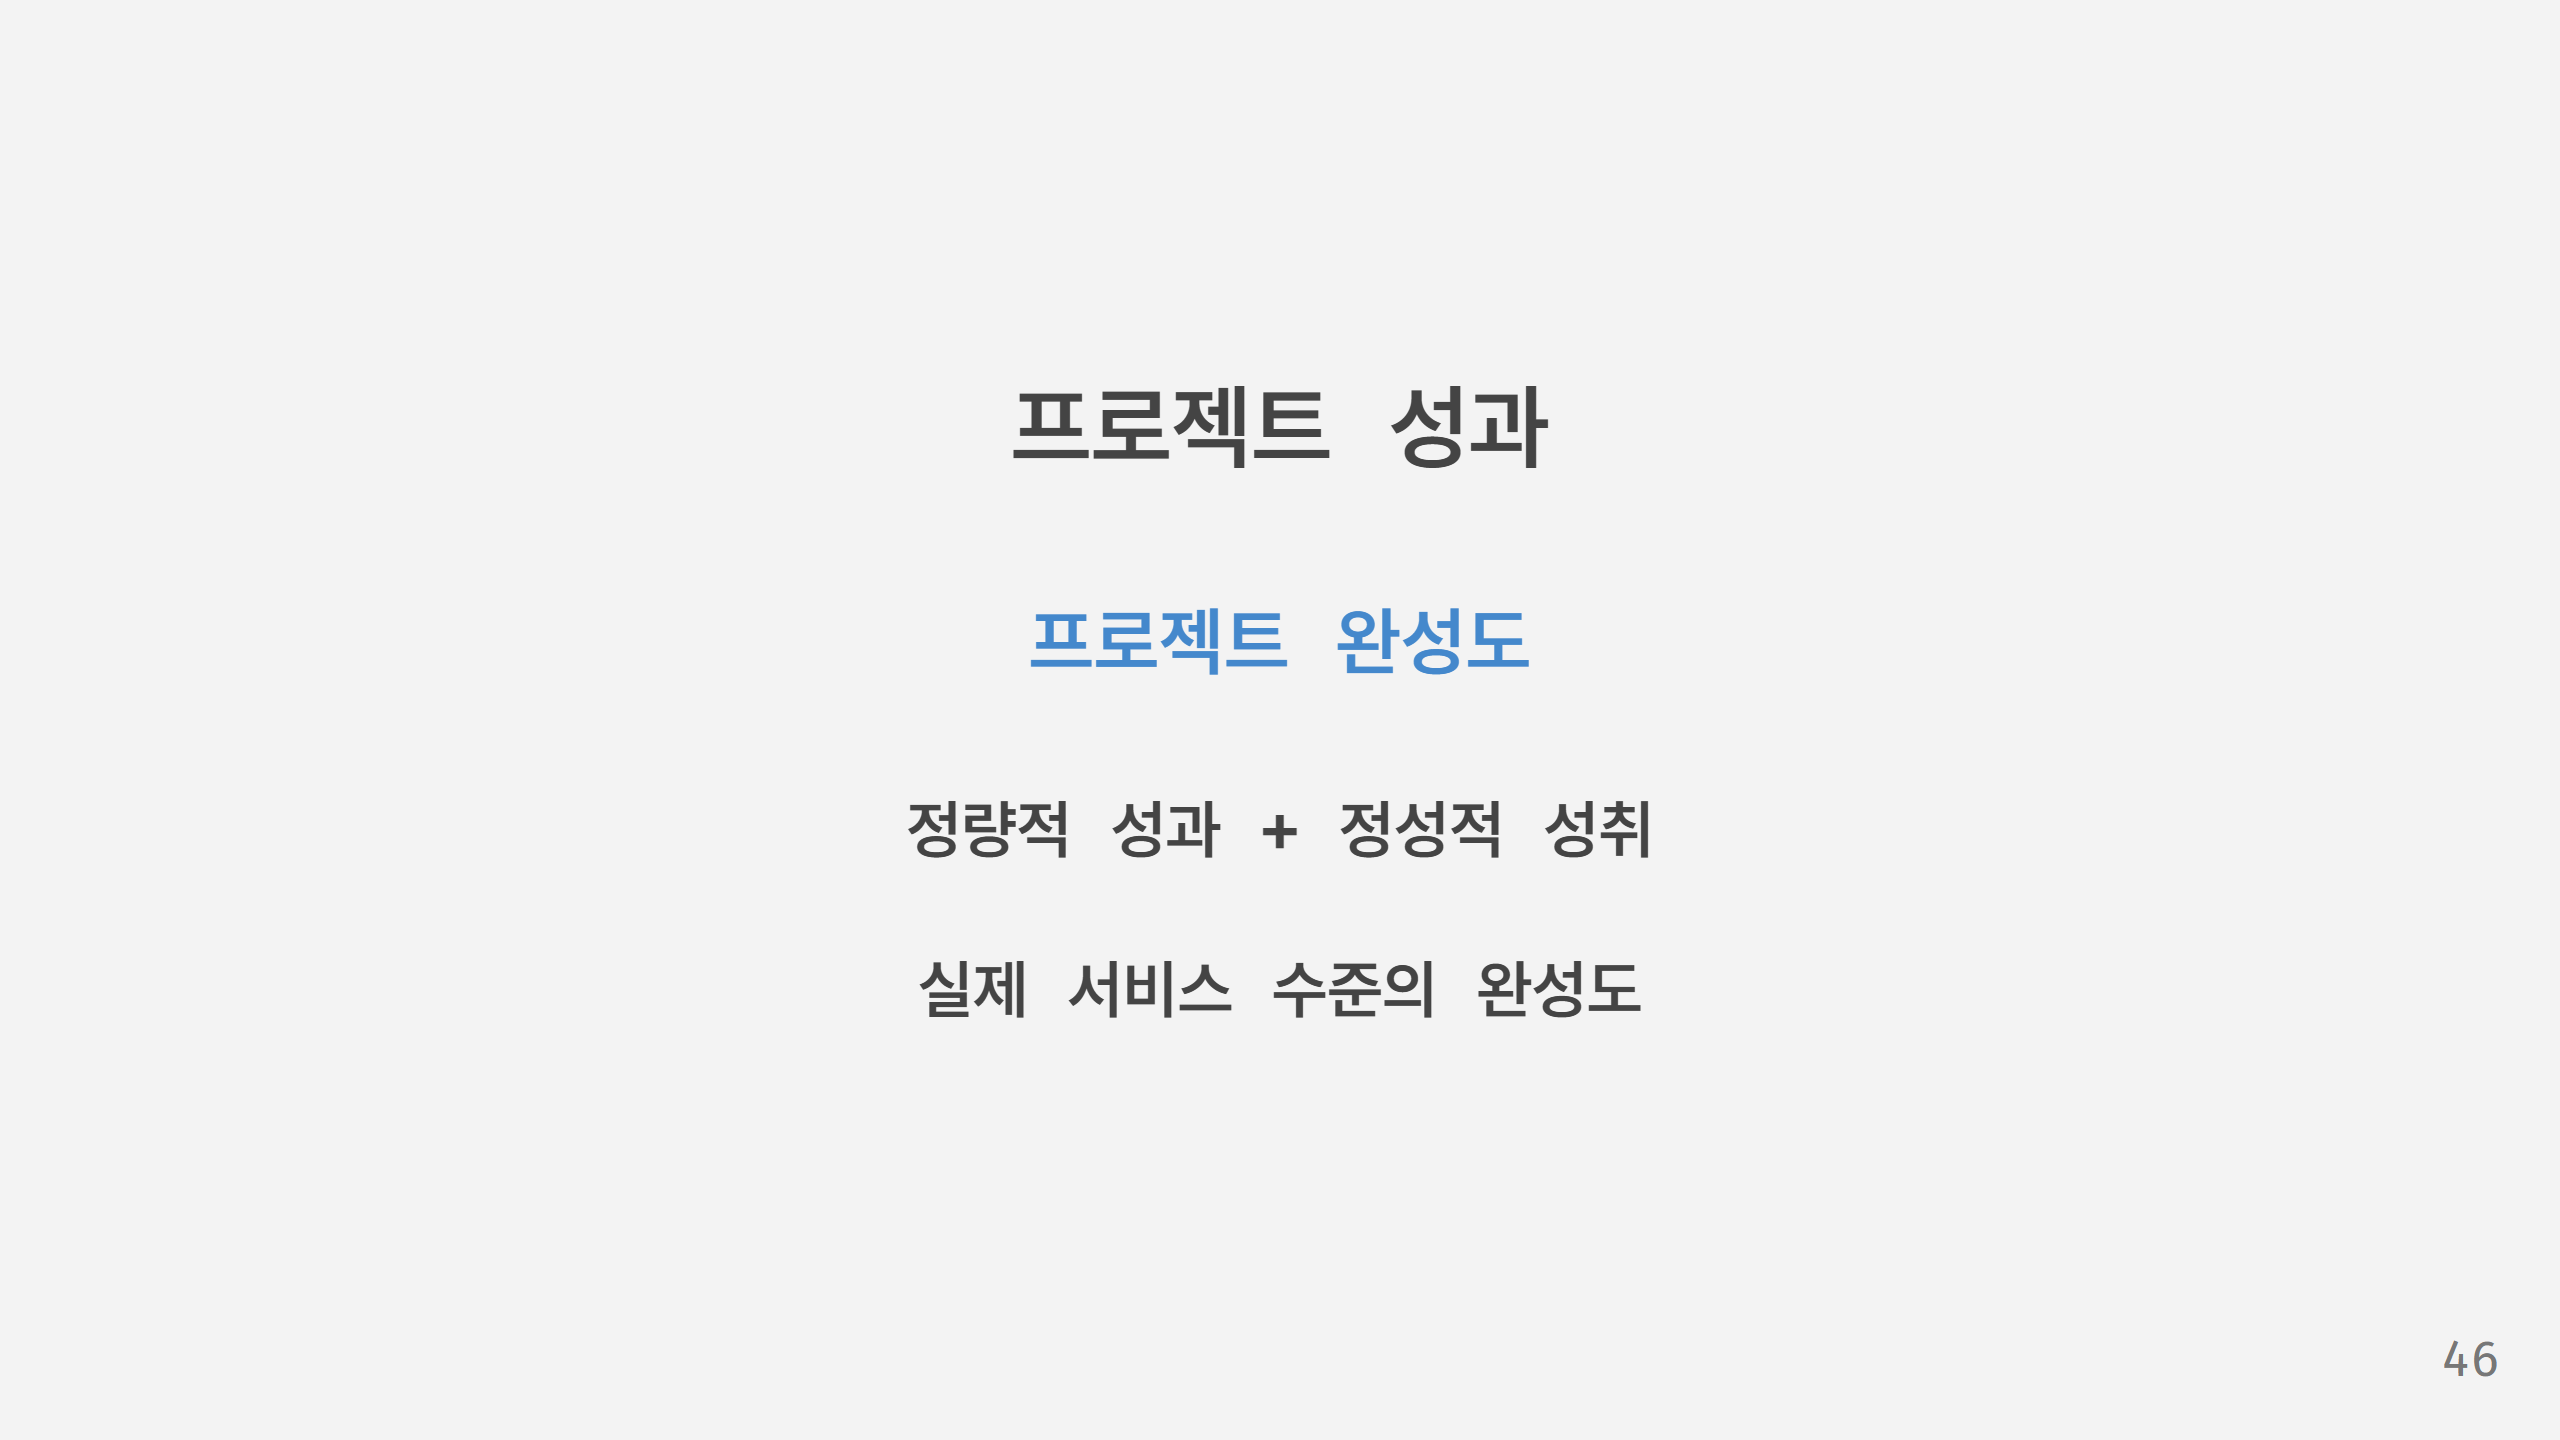 프로젝트 성과
프로젝트 완성도
정량적 성과 + 정성적 성취
실제 서비스 수준의 완성도
46